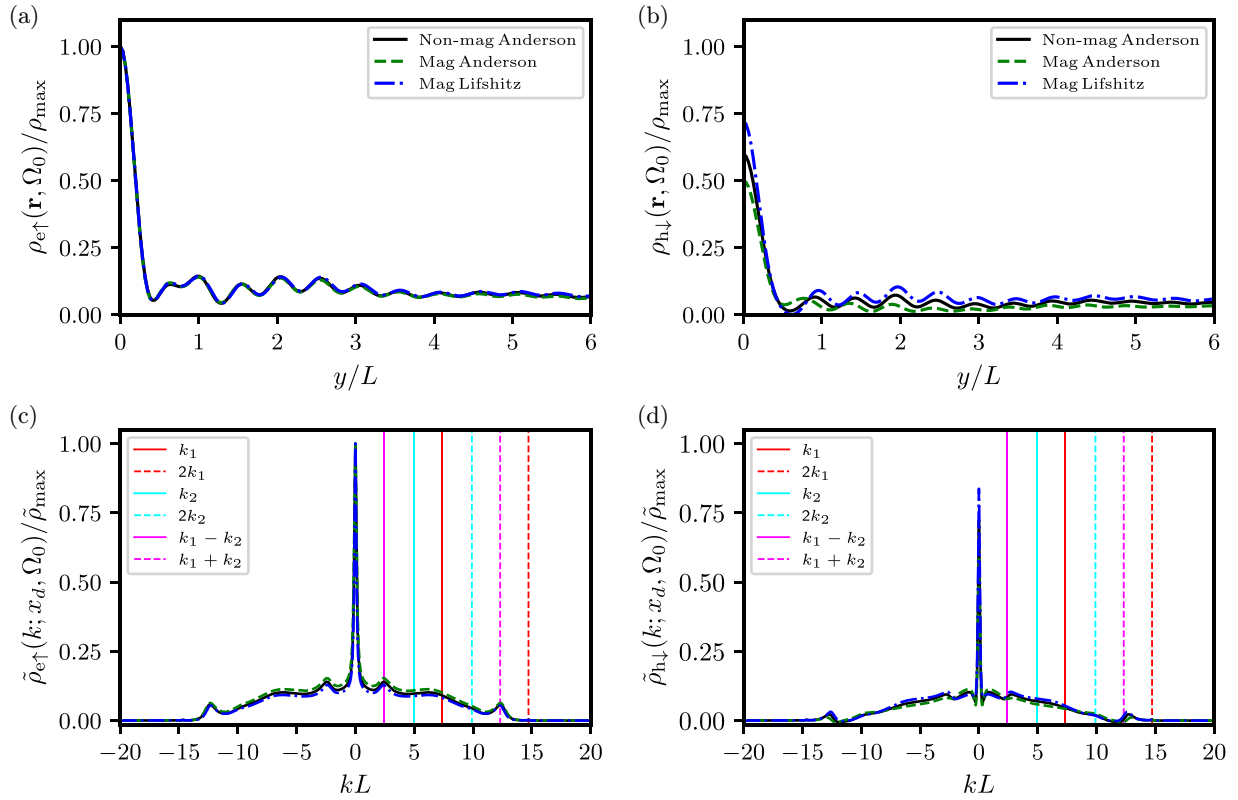 (a)
ρe↑(r, Ω0)/ρmax
1.00
0.75
0.50
0.25
0.00
Non-mag Anderson
Mag Anderson
Mag Lifshitz
0 1 2 3 4 5 6
y/L
(b)
ρh↓(r, Ω0)/ρmax
1.00
0.75
0.50
0.25
0.00
Non-mag Anderson
Mag Anderson
Mag Lifshitz
0 1 2 3 4 5 6
y/L
(c)
ρ̃e↑(k; xd, Ω0)/ρ̃max
1.00
0.75
0.50
0.25
0.00
k1
2k1
k2
2k2
k1 − k2
k1 + k2
−20 −15 −10 −5 0 5 10 15 20
kL
(d)
ρ̃h↓(k; xd, Ω0)/ρ̃max
1.00
0.75
0.50
0.25
0.00
k1
2k1
k2
2k2
k1 − k2
k1 + k2
−20 −15 −10 −5 0 5 10 15 20
kL